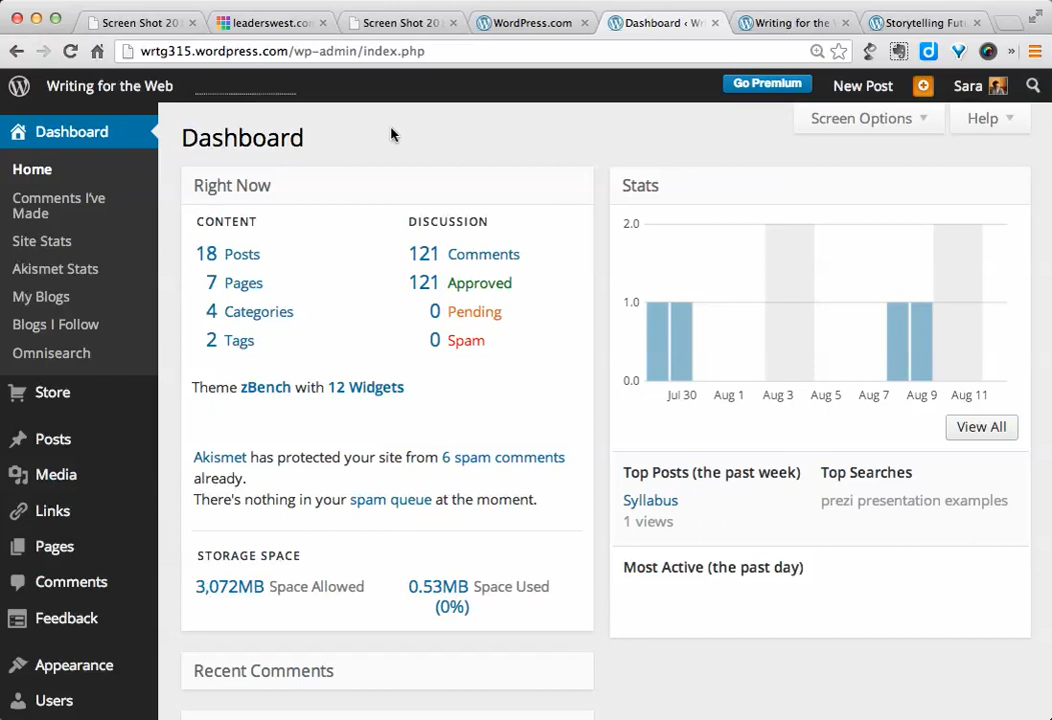 Screen Shot 201
leaderswest.com
Screen Shot 201
WordPress.com
Dashboard ‹ Wri
Writing for the W
Storytelling Futu
wrtg315.wordpress.com/wp-admin/index.php
Writing for the Web
Go Premium
New Post
Sara
Dashboard
Home
Comments I've
Made
Site Stats
Akismet Stats
My Blogs
Blogs I Follow
Omnisearch
Store
Posts
Media
Links
Pages
Comments
Feedback
Appearance
Users
Screen Options
Help
Dashboard
Right Now
CONTENT
DISCUSSION
18 Posts
121 Comments
7 Pages
121 Approved
4 Categories
0 Pending
2 Tags
0 Spam
Theme zBench with 12 Widgets
Akismet has protected your site from 6 spam comments
already.
There's nothing in your spam queue at the moment.
STORAGE SPACE
3,072MB Space Allowed
0.53MB Space Used
(0%)
Recent Comments
Stats
2.0
1.0
0.0
Jul 30 Aug 1 Aug 3 Aug 5 Aug 7 Aug 9 Aug 11
View All
Top Posts (the past week)
Top Searches
Syllabus
prezi presentation examples
1 views
Most Active (the past day)